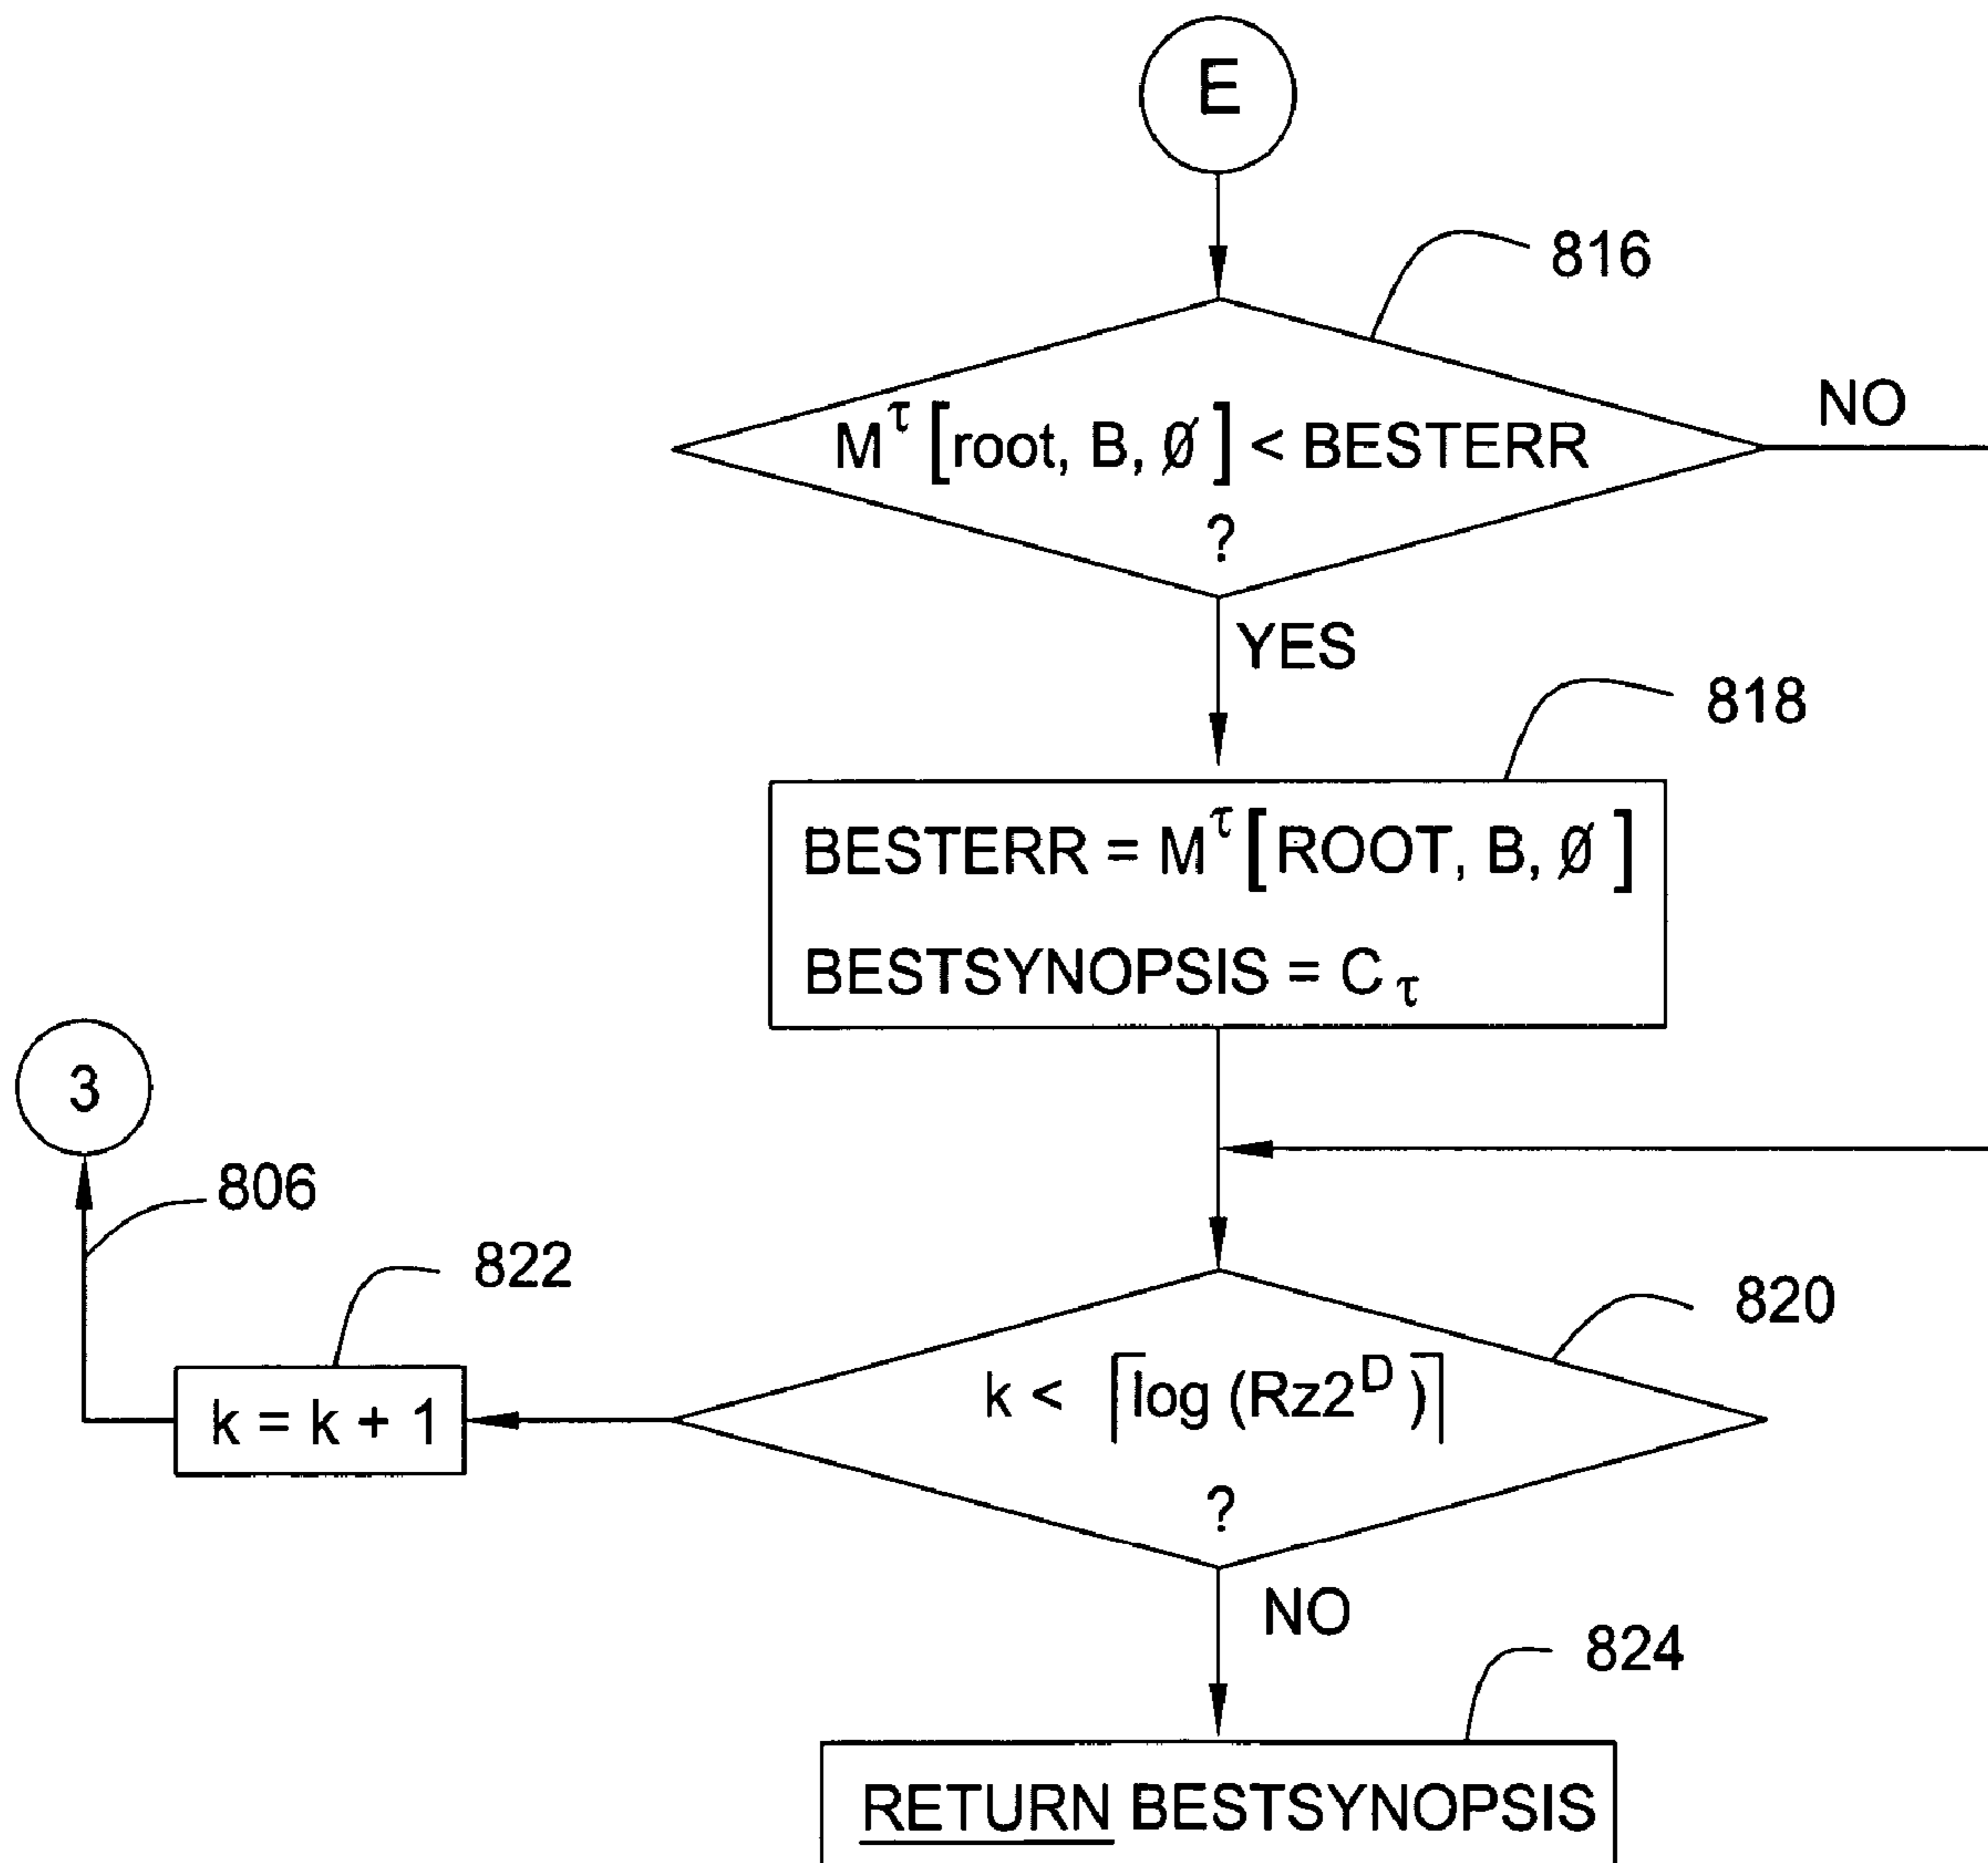 E
816
M^τ [root, B, Ø] < BESTERR
?
NO
YES
818
BESTERR = M^τ [ROOT, B, Ø]
BESTSYNOPSIS = C_τ
3
806
822
k = k + 1
820
k < ⌈log (Rz2^D)⌉
?
NO
824
RETURN BESTSYNOPSIS